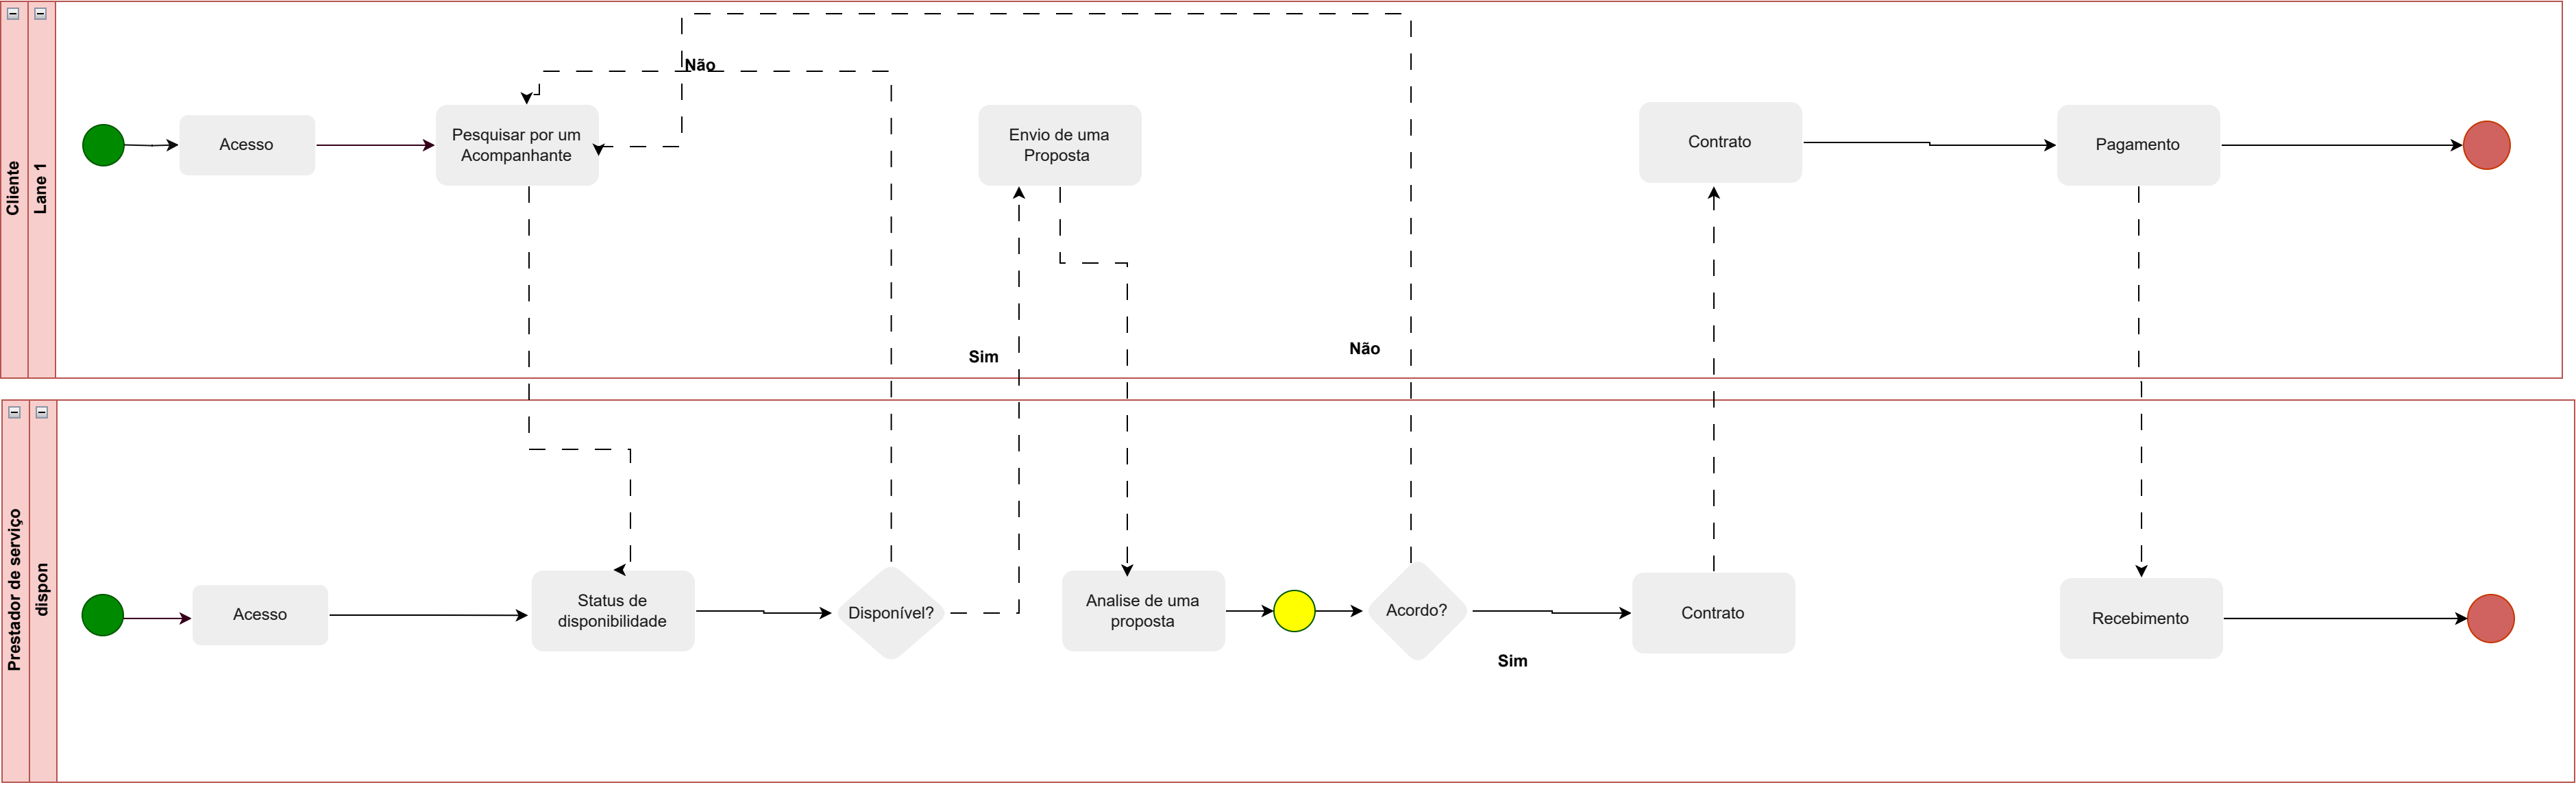 Cliente
Lane 1
Não
Acesso
Pesquisar por um
Acompanhante
Envio de uma
Proposta
Contrato
Pagamento
Sim
Não
Prestador de serviço
dispon
Acesso
Status de
disponibilidade
Disponível?
Analise de uma
proposta
Acordo?
Contrato
Recebimento
Sim